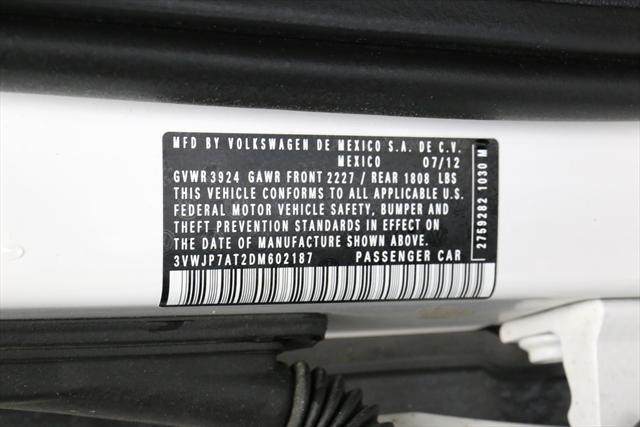 MFD BY VOLKSWAGEN DE MEXICO S.A. DE C.V.
MEXICO 07/12
GVWR 3924 GAWR FRONT 2227 / REAR 1808 LBS
THIS VEHICLE CONFORMS TO ALL APPLICABLE U.S.
FEDERAL MOTOR VEHICLE SAFETY, BUMPER AND
THEFT PREVENTION STANDARDS IN EFFECT ON
THE DATE OF MANUFACTURE SHOWN ABOVE.
3VWJP7AT2DM602187 PASSENGER CAR
2759282 1030 M